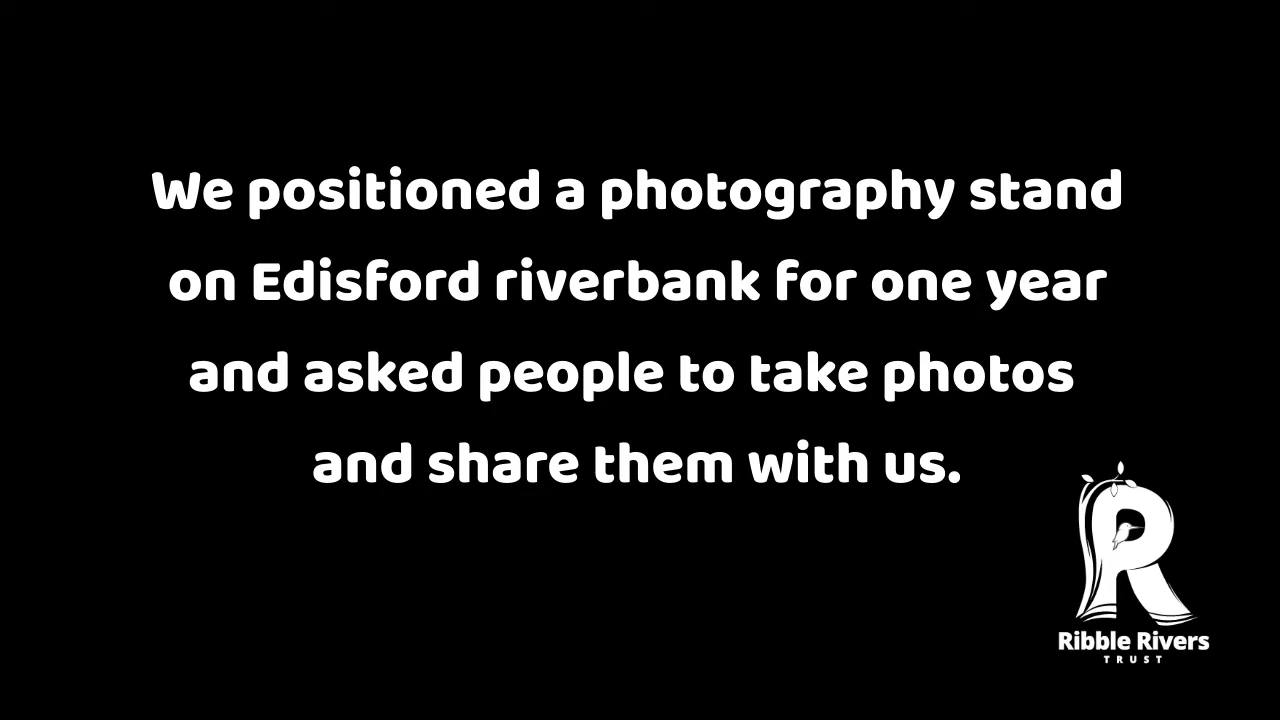 We positioned a photography stand
on Edisford riverbank for one year
and asked people to take photos
and share them with us.
Ribble Rivers
TRUST